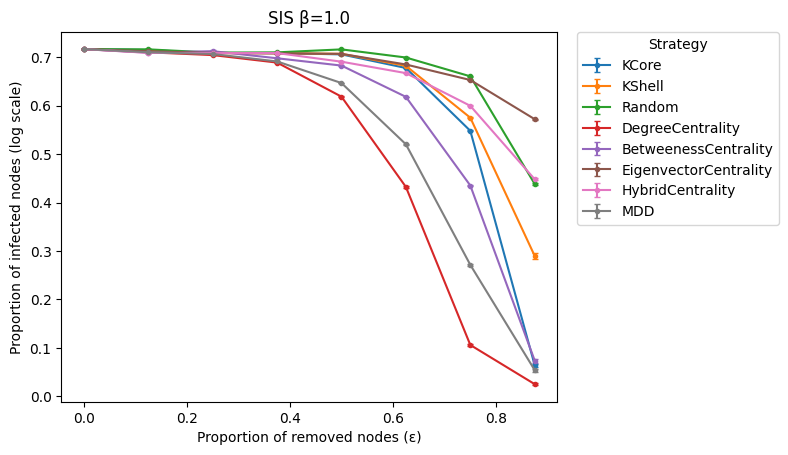 SIS β=1.0
Proportion of infected nodes (log scale)
0.7
0.6
0.5
0.4
0.3
0.2
0.1
0.0
0.0 0.2 0.4 0.6 0.8
Proportion of removed nodes (ε)
Strategy
KCore
KShell
Random
DegreeCentrality
BetweenessCentrality
EigenvectorCentrality
HybridCentrality
MDD